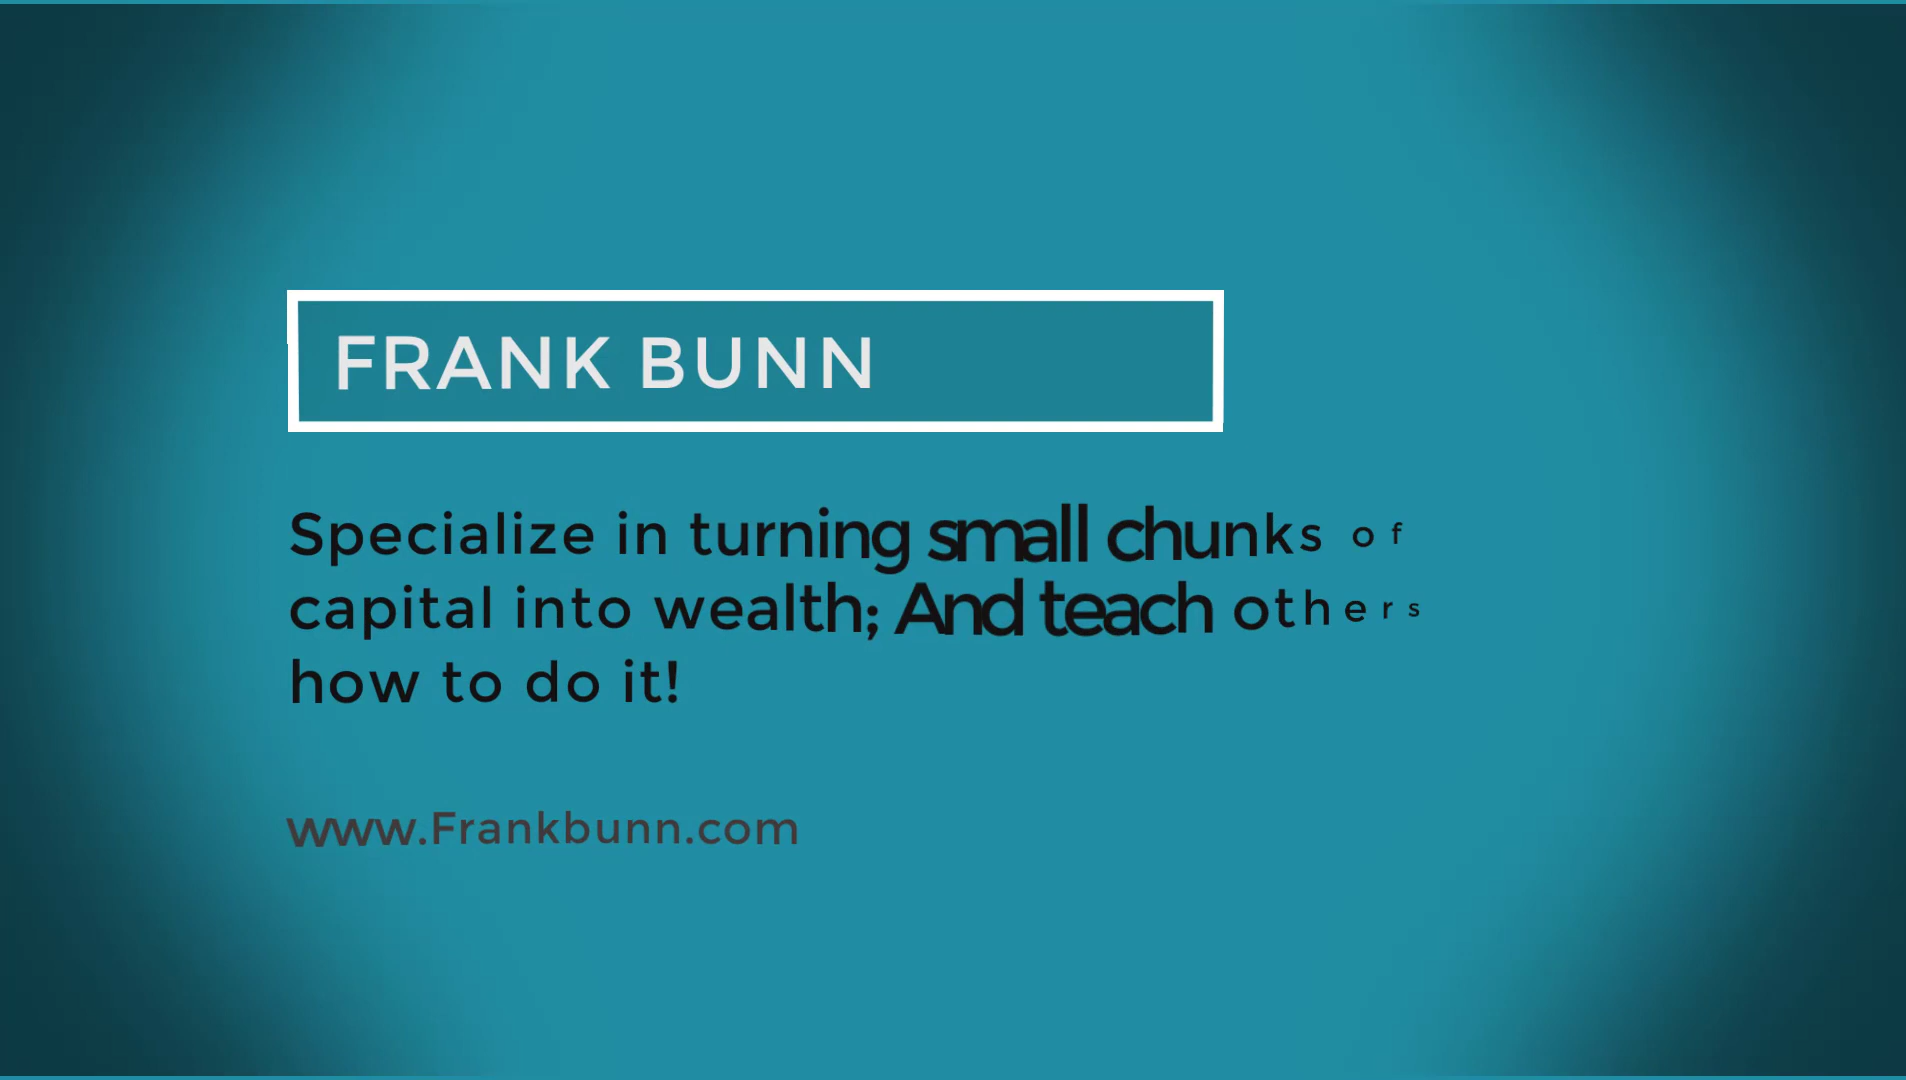 FRANK BUNN
Specialize in turning small chunks of
capital into wealth; And teach others
how to do it!
www.Frankbunn.com